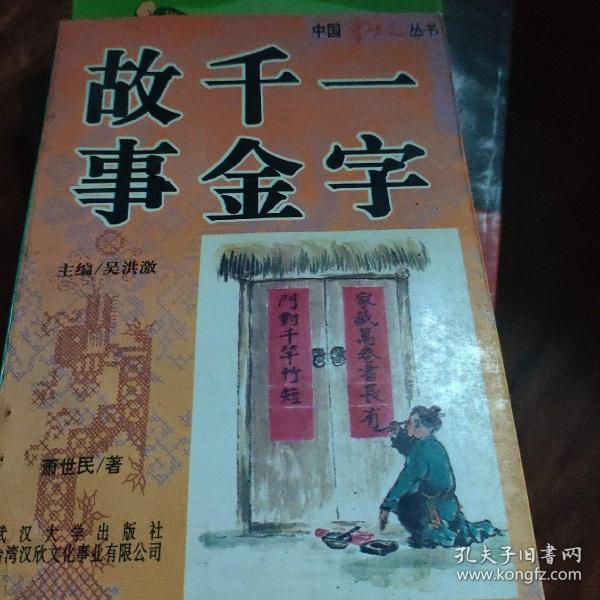 中国 丛书
一字
千金
故事
主编/吴洪激
家藏萬卷書長有
門對千竿竹短
萧世民/著
武汉大学出版社
台湾汉欣文化事业有限公司
孔夫子旧书网
www.kongfz.com